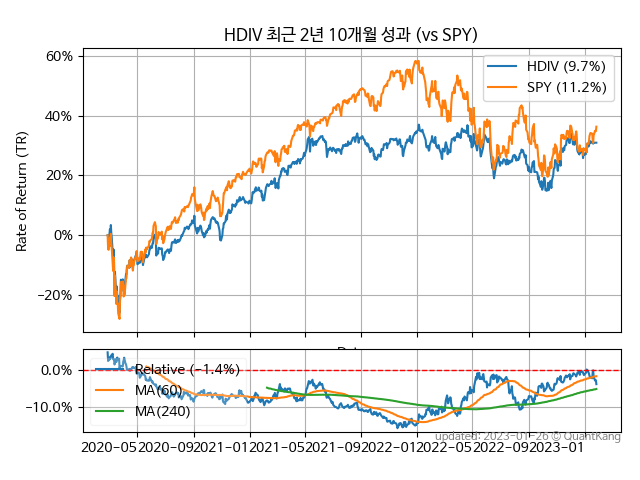 HDIV 최근 2년 10개월 성과 (vs SPY)
60%
40%
20%
0%
−20%
Rate of Return (TR)
HDIV (9.7%)
SPY (11.2%)
0.0%
−10.0%
Relative (−1.4%)
MA(60)
MA(240)
2020−05 2020−09 2021−01 2021−05 2021−09 2022−01 2022−05 2022−09 2023−01
updated: 2023-01-26 © QuantKang